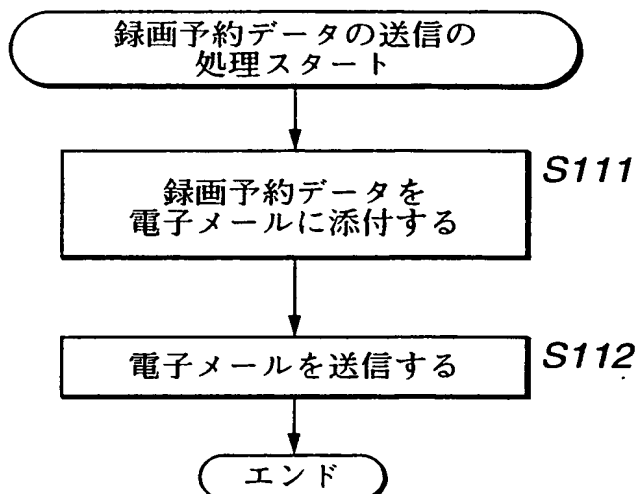 録画予約データの送信の
処理スタート
S111
録画予約データを
電子メールに添付する
電子メールを送信する
S112
エンド